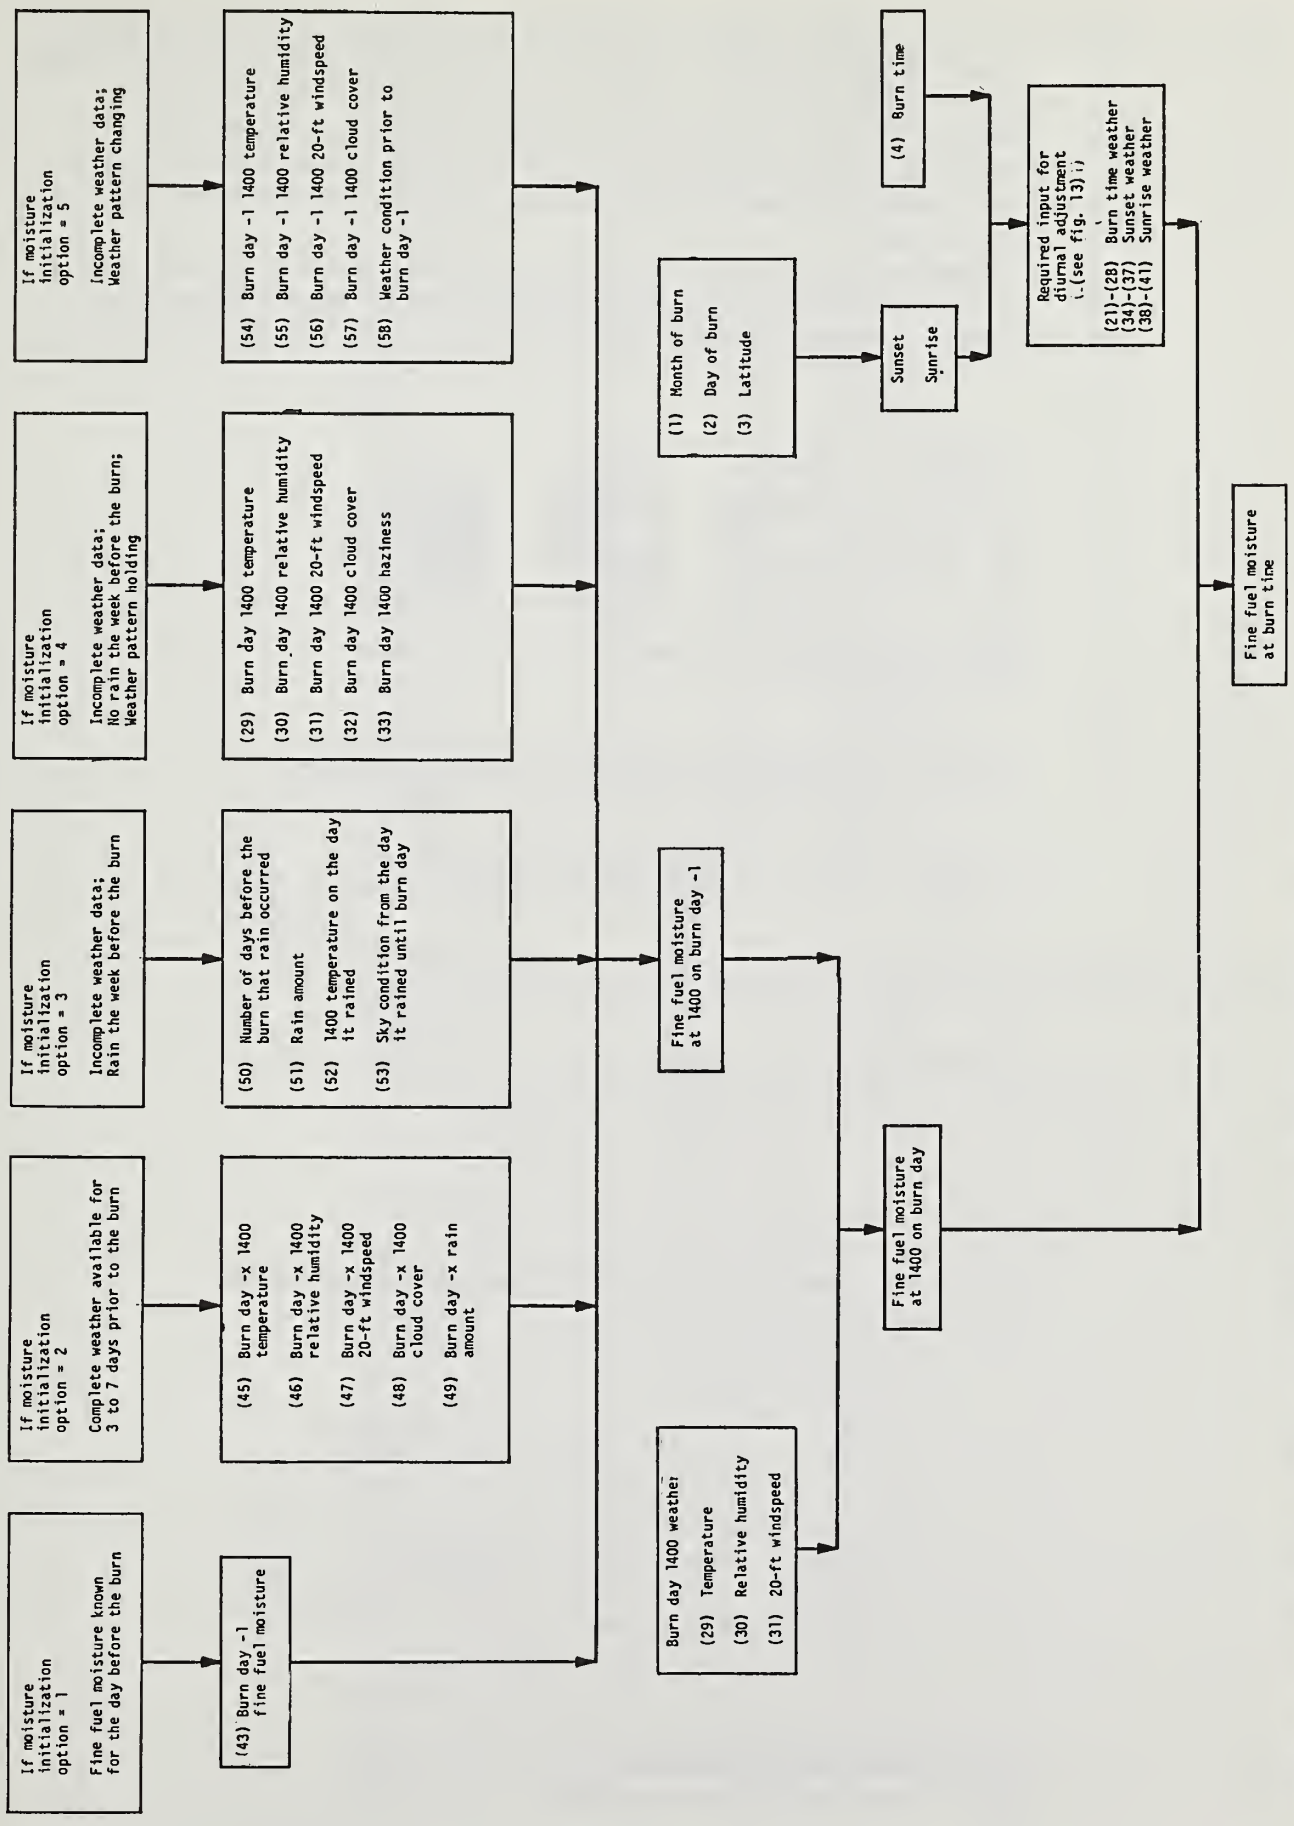 If moisture
initialization
option = 1
Fine fuel moisture known
for the day before the burn
If moisture
initialization
option = 2
Complete weather available for
3 to 7 days prior to the burn
If moisture
initialization
option = 3
Incomplete weather data;
Rain the week before the burn
If moisture
initialization
option = 4
Incomplete weather data;
No rain the week before the burn;
Weather pattern holding
If moisture
initialization
option = 5
Incomplete weather data;
Weather pattern changing
(43) Burn day -1
fine fuel moisture
(45) Burn day -x 1400
temperature
(46) Burn day -x 1400
relative humidity
(47) Burn day -x 1400
20-ft windspeed
(48) Burn day -x 1400
cloud cover
(49) Burn day -x rain
amount
(50) Number of days before the
burn that rain occurred
(51) Rain amount
(52) 1400 temperature on the day
it rained
(53) Sky condition from the day
it rained until burn day
(29) Burn day 1400 temperature
(30) Burn day 1400 relative humidity
(31) Burn day 1400 20-ft windspeed
(32) Burn day 1400 cloud cover
(33) Burn day 1400 haziness
(54) Burn day -1 1400 temperature
(55) Burn day -1 1400 relative humidity
(56) Burn day -1 1400 20-ft windspeed
(57) Burn day -1 1400 cloud cover
(58) Weather condition prior to
burn day -1
Burn day 1400 weather
(29) Temperature
(30) Relative humidity
(31) 20-ft windspeed
Fine fuel moisture
at 1400 on burn day -1
(1) Month of burn
(2) Day of burn
(3) Latitude
Fine fuel moisture
at 1400 on burn day
Sunset
Sunrise
(4) Burn time
Required input for
diurnal adjustment
(see fig. 13)
(21)-(28) Burn time weather
(34)-(37) Sunset weather
(38)-(41) Sunrise weather
Fine fuel moisture
at burn time